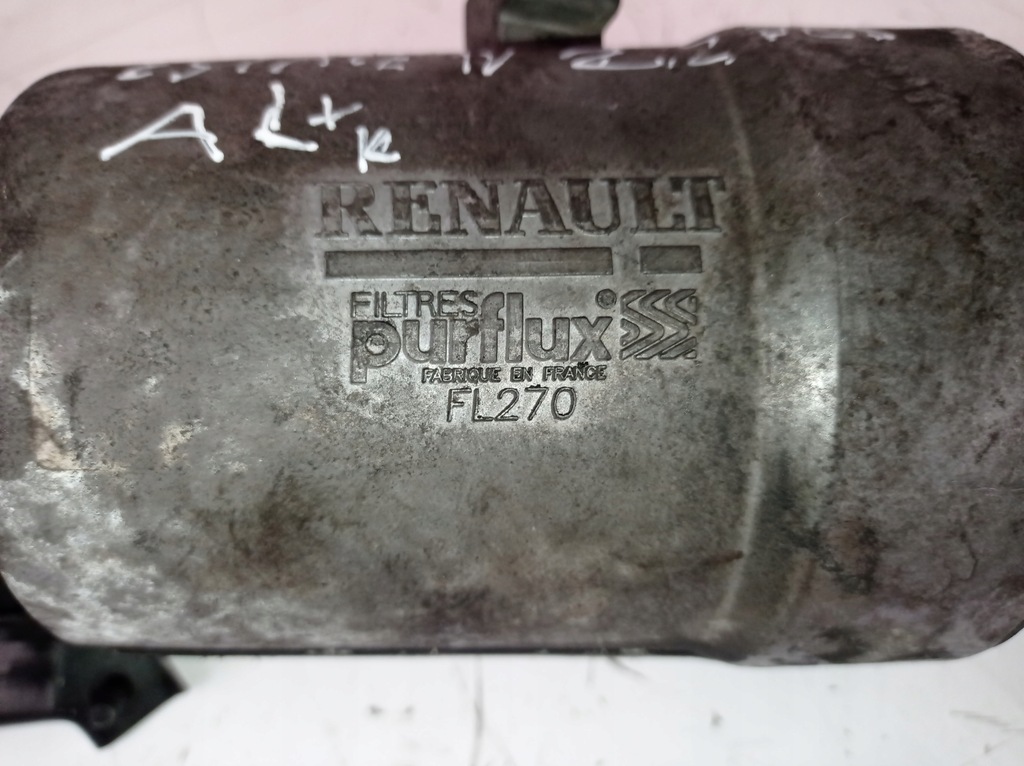 A L + K
RENAULT
FILTRES
purflux®
FABRIQUE EN FRANCE
FL270